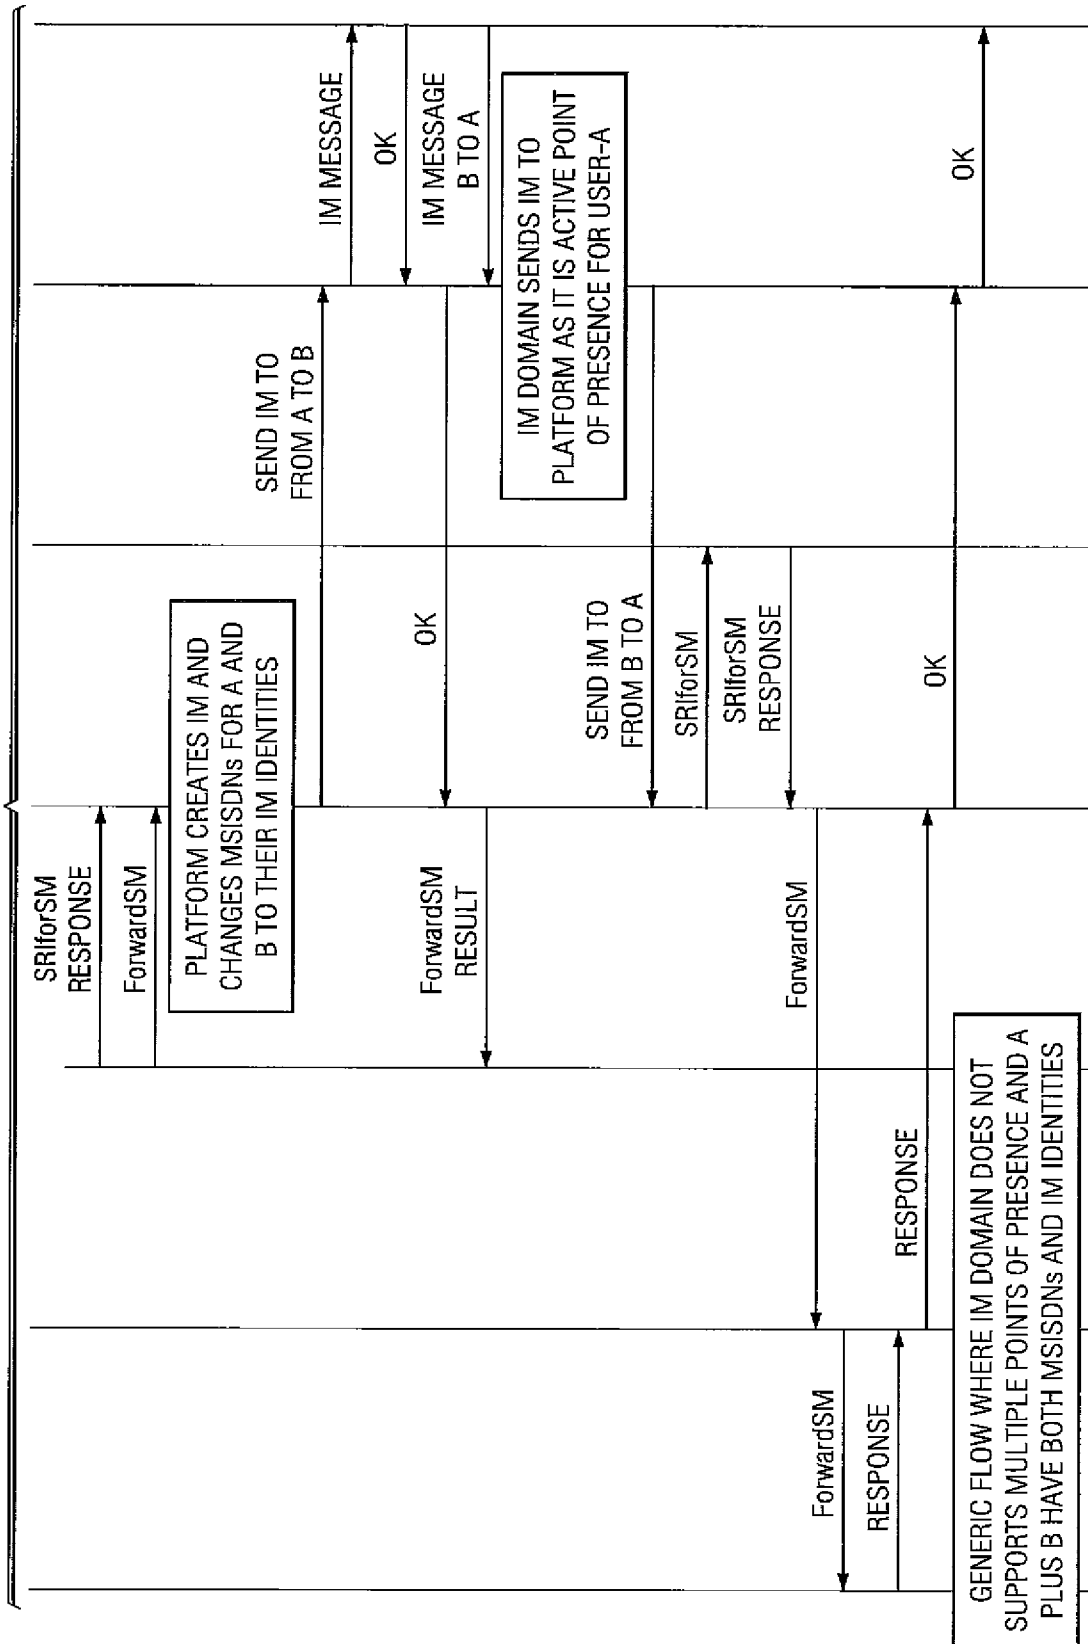 SRIforSM
RESPONSE
ForwardSM
PLATFORM CREATES IM AND
CHANGES MSISDNs FOR A AND
B TO THEIR IM IDENTITIES
SEND IM TO
FROM A TO B
IM MESSAGE
OK
OK
ForwardSM
RESULT
IM MESSAGE
B TO A
IM DOMAIN SENDS IM TO
PLATFORM AS IT IS ACTIVE POINT
OF PRESENCE FOR USER-A
SEND IM TO
FROM B TO A
SRIforSM
SRIforSM
RESPONSE
ForwardSM
ForwardSM
RESPONSE
RESPONSE
OK
OK
GENERIC FLOW WHERE IM DOMAIN DOES NOT
SUPPORTS MULTIPLE POINTS OF PRESENCE AND A
PLUS B HAVE BOTH MSISDNs AND IM IDENTITIES